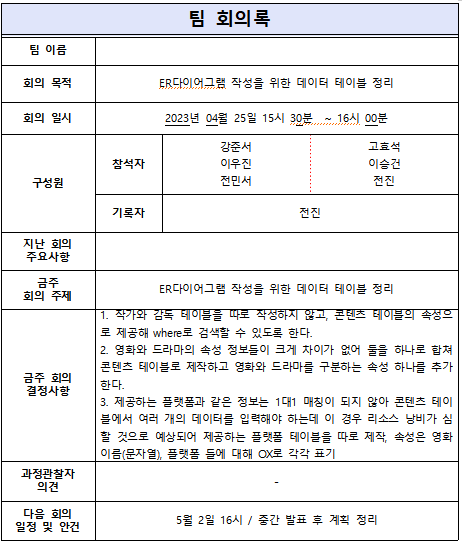 팀 회의록
팀 이름
회의 목적
ER다이어그램 작성을 위한 데이터 테이블 정리
회의 일시
2023년 04월 25일 15시 30분 ~ 16시 00분
구성원
참석자
강준서
이우진
전민서
고효석
이승건
전진
기록자
전진
지난 회의
주요사항
금주
회의 주제
ER다이어그램 작성을 위한 데이터 테이블 정리
금주 회의
결정사항
1. 작가와 감독 테이블을 따로 작성하지 않고, 콘텐츠 테이블의 속성으
로 제공해 where로 검색할 수 있도록 한다.
2. 영화와 드라마의 속성 정보들이 크게 차이가 없어 둘을 하나로 합쳐
콘텐츠 테이블로 제작하고 영화와 드라마를 구분하는 속성 하나를 추가
한다.
3. 제공하는 플랫폼과 같은 정보는 1대1 매칭이 되지 않아 콘텐츠 테이
블에서 여러 개의 데이터를 입력해야 하는데 이 경우 리소스 낭비가 심
할 것으로 예상되어 제공하는 플랫폼 테이블을 따로 제작, 속성은 영화
이름(문자열), 플랫폼 들에 대해 OX로 각각 표기
과정관찰자
의견
-
다음 회의
일정 및 안건
5월 2일 16시 / 중간 발표 후 계획 정리